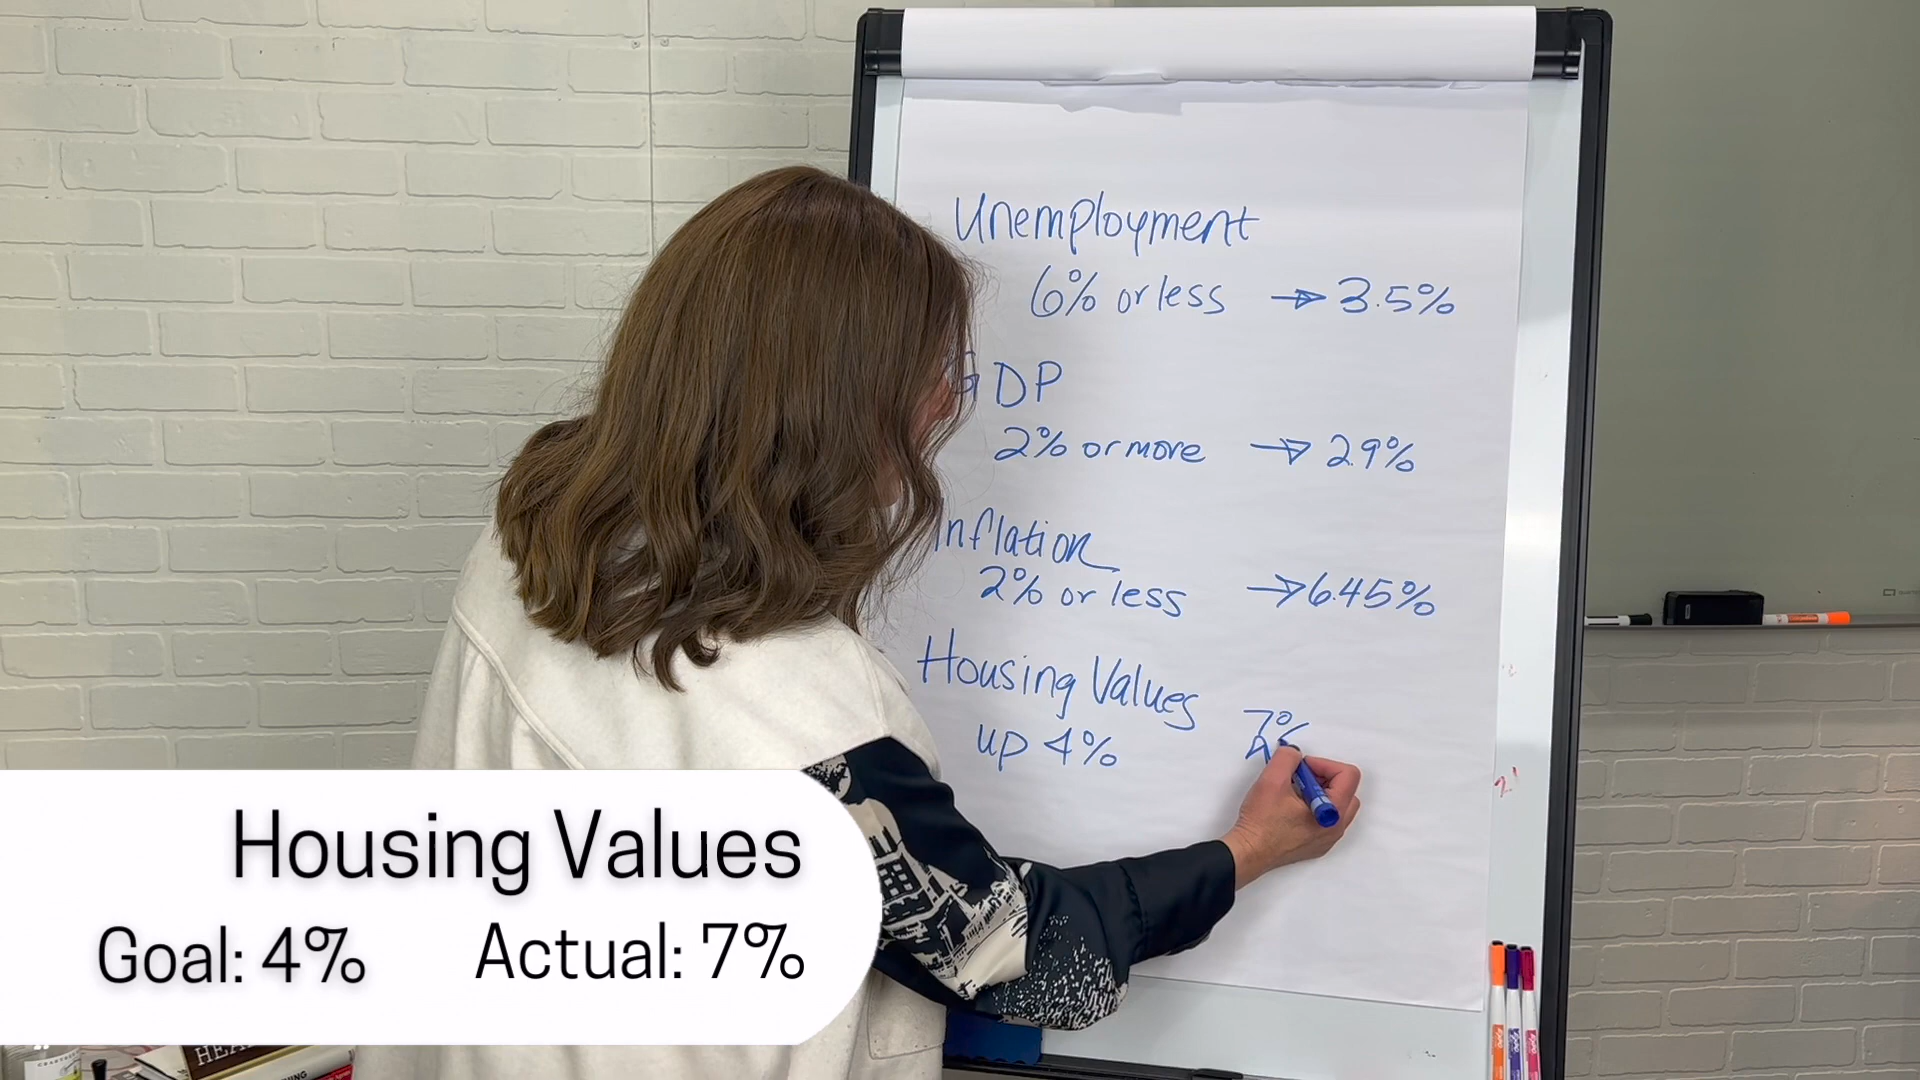 Unemployment
6% or less → 3.5%
GDP
2% or more → 2.9%
Inflation
2% or less → 6.45%
Housing Values
up 4% 7%
Housing Values
Goal: 4% Actual: 7%